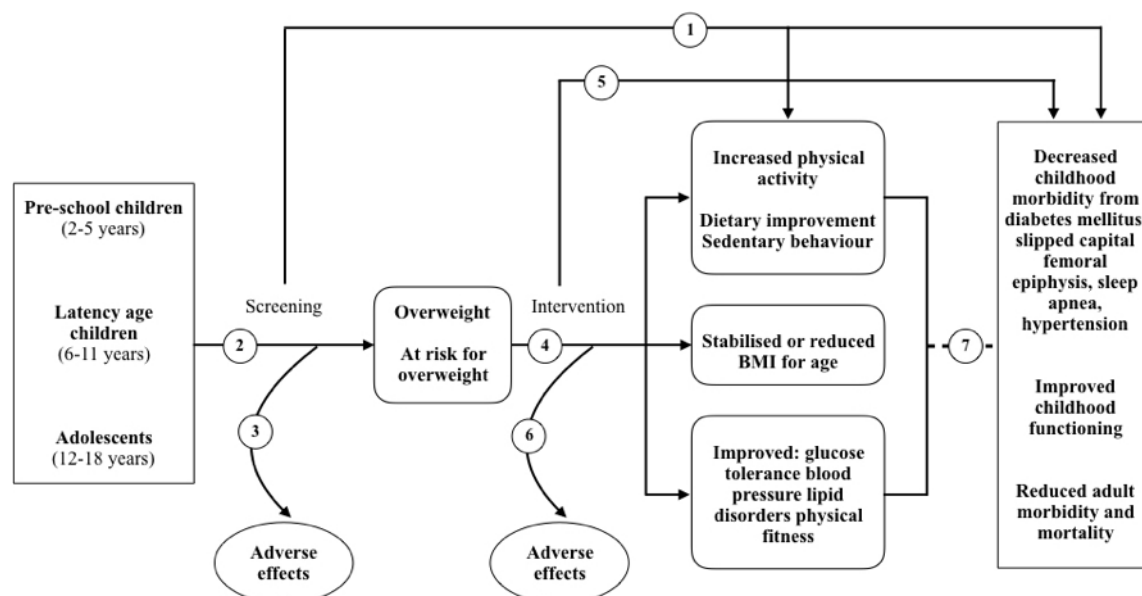 1
5
Pre-school children
(2-5 years)
Latency age
children
(6-11 years)
Adolescents
(12-18 years)
Screening
2
3
Adverse
effects
Overweight
At risk for
overweight
Intervention
4
6
Adverse
effects
Increased physical
activity
Dietary improvement
Sedentary behaviour
Stabilised or reduced
BMI for age
Improved: glucose
tolerance blood
pressure lipid
disorders physical
fitness
7
Decreased
childhood
morbidity from
diabetes mellitus,
slipped capital
femoral
epiphysis, sleep
apnea,
hypertension
Improved
childhood
functioning
Reduced adult
morbidity and
mortality